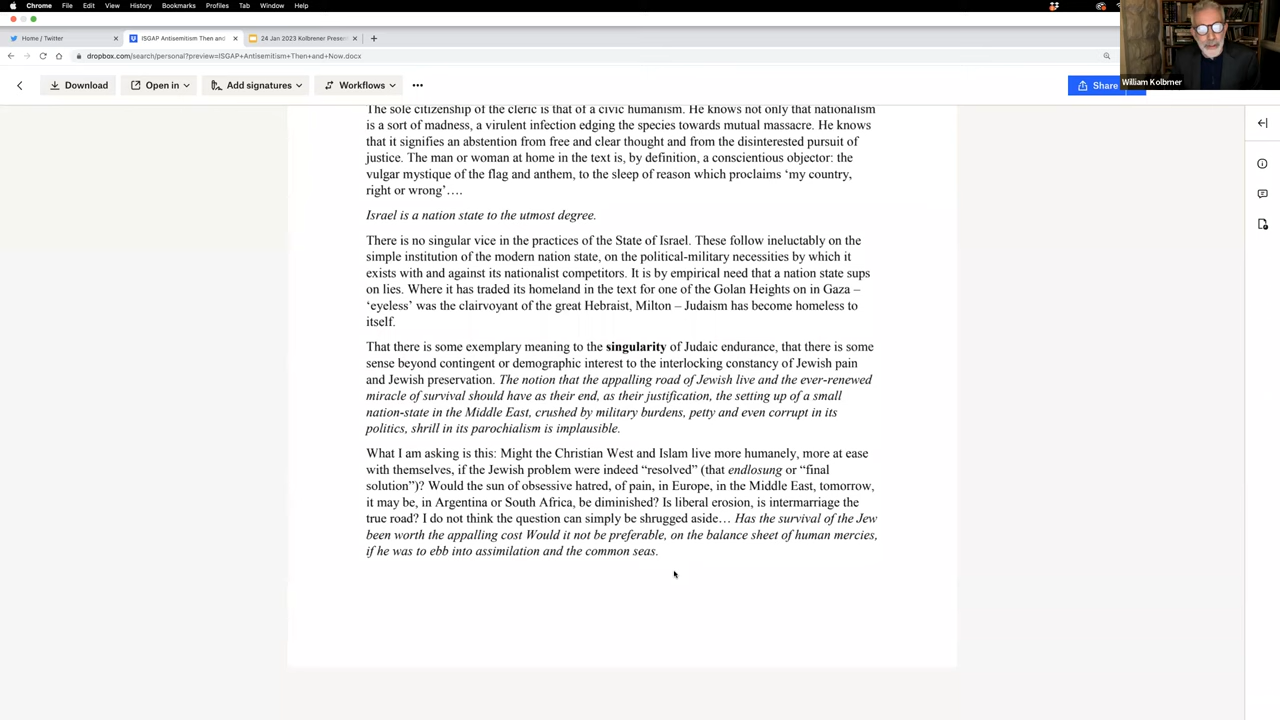 Chrome File Edit View History Bookmarks Profiles Tab Window Help
Home / Twitter × ISGAP Antisemitism Then and × 24 Jan 2023 Kolbrener Presen × +
dropbox.com/search/personal?preview=ISGAP+Antisemitism+Then+and+Now.docx
William Kolbrner
Download Open in Add signatures Workflows ••• Share
The sole citizenship of the cleric is that of a civic humanism. He knows not only that nationalism
is a sort of madness, a virulent infection edging the species towards mutual massacre. He knows
that it signifies an abstention from free and clear thought and from the disinterested pursuit of
justice. The man or woman at home in the text is, by definition, a conscientious objector: the
vulgar mystique of the flag and anthem, to the sleep of reason which proclaims ‘my country,
right or wrong’….
Israel is a nation state to the utmost degree.
There is no singular vice in the practices of the State of Israel. These follow ineluctably on the
simple institution of the modern nation state, on the political-military necessities by which it
exists with and against its nationalist competitors. It is by empirical need that a nation state sups
on lies. Where it has traded its homeland in the text for one of the Golan Heights on in Gaza –
‘eyeless’ was the clairvoyant of the great Hebraist, Milton – Judaism has become homeless to
itself.
That there is some exemplary meaning to the singularity of Judaic endurance, that there is some
sense beyond contingent or demographic interest to the interlocking constancy of Jewish pain
and Jewish preservation. The notion that the appalling road of Jewish live and the ever-renewed
miracle of survival should have as their end, as their justification, the setting up of a small
nation-state in the Middle East, crushed by military burdens, petty and even corrupt in its
politics, shrill in its parochialism is implausible.
What I am asking is this: Might the Christian West and Islam live more humanely, more at ease
with themselves, if the Jewish problem were indeed “resolved” (that endlosung or “final
solution”)? Would the sun of obsessive hatred, of pain, in Europe, in the Middle East, tomorrow,
it may be, in Argentina or South Africa, be diminished? Is liberal erosion, is intermarriage the
true road? I do not think the question can simply be shrugged aside… Has the survival of the Jew
been worth the appalling cost Would it not be preferable, on the balance sheet of human mercies,
if he was to ebb into assimilation and the common seas.